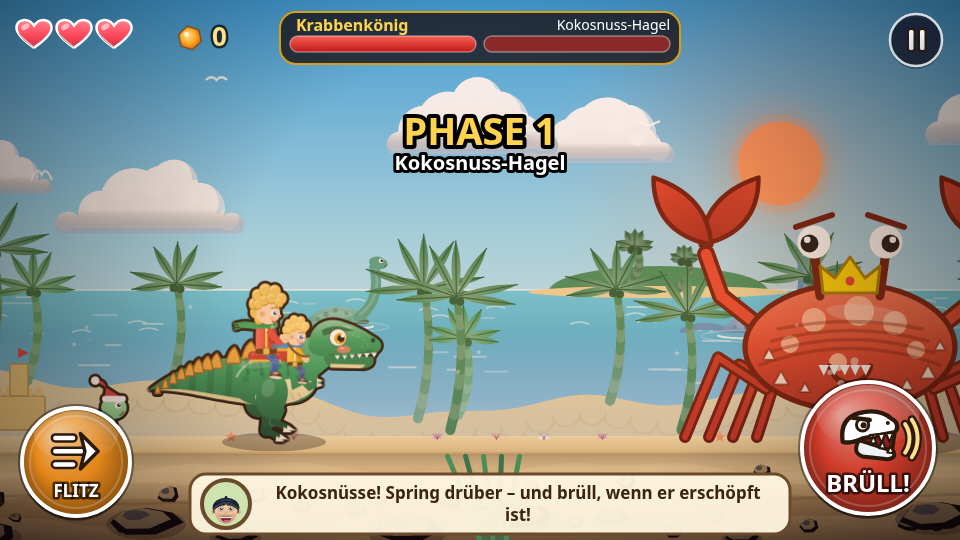 0
Krabbenkönig
Kokosnuss-Hagel
PHASE 1
Kokosnuss-Hagel
FLITZ
BRÜLL!
Kokosnüsse! Spring drüber – und brüll, wenn er erschöpft
ist!